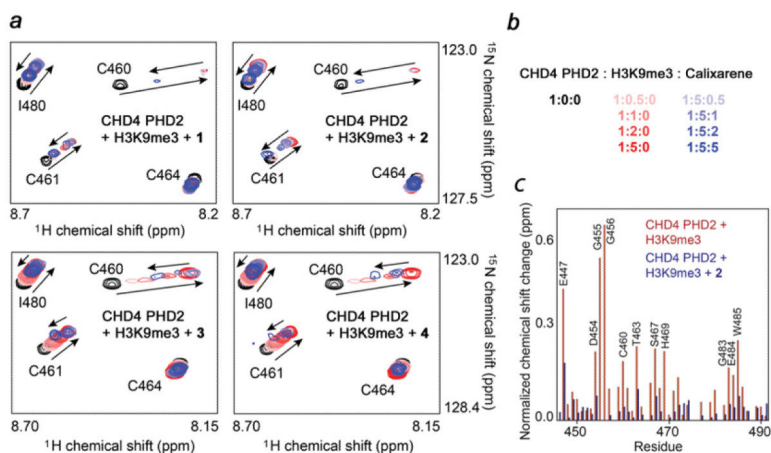 a
C460
I480
CHD4 PHD2
+ H3K9me3 + 1
C461
C464
8.7
8.2
¹H chemical shift (ppm)
C460
I480
CHD4 PHD2
+ H3K9me3 + 2
C461
C464
8.7
8.2
¹H chemical shift (ppm)
123.0
¹⁵N chemical shift (ppm)
127.5
C460
I480
CHD4 PHD2
+ H3K9me3 + 3
C461
C464
8.70
8.15
¹H chemical shift (ppm)
C460
I480
CHD4 PHD2
+ H3K9me3 + 4
C461
C464
8.70
8.15
¹H chemical shift (ppm)
123.0
¹⁵N chemical shift (ppm)
128.4
b
CHD4 PHD2 : H3K9me3 : Calixarene
1:0:0 1:0.5:0 1:5:0.5
1:1:0 1:5:1
1:2:0 1:5:2
1:5:0 1:5:5
c
Normalized chemical shift change (ppm)
0.6
0.3
0.0
E447
D454
G455
G456
C460
T463
S467
H469
G483
E484
W485
CHD4 PHD2 +
H3K9me3
CHD4 PHD2 +
H3K9me3 + 2
450 470 490
Residue